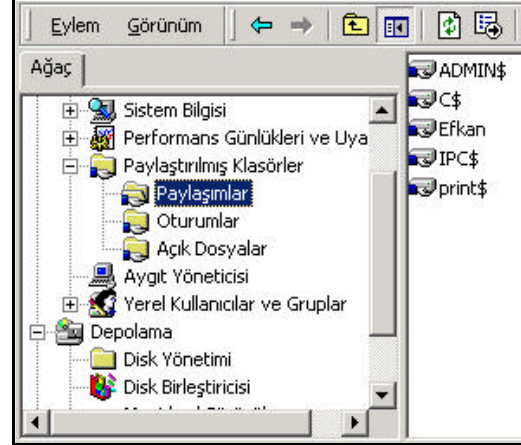 Eylem Görünüm
Ağaç
Sistem Bilgisi
Performans Günlükleri ve Uya
Paylaştırılmış Klasörler
Paylaşımlar
Oturumlar
Açık Dosyalar
Aygıt Yöneticisi
Yerel Kullanıcılar ve Gruplar
Depolama
Disk Yönetimi
Disk Birleştiricisi
ADMIN$
C$
Efkan
IPC$
print$